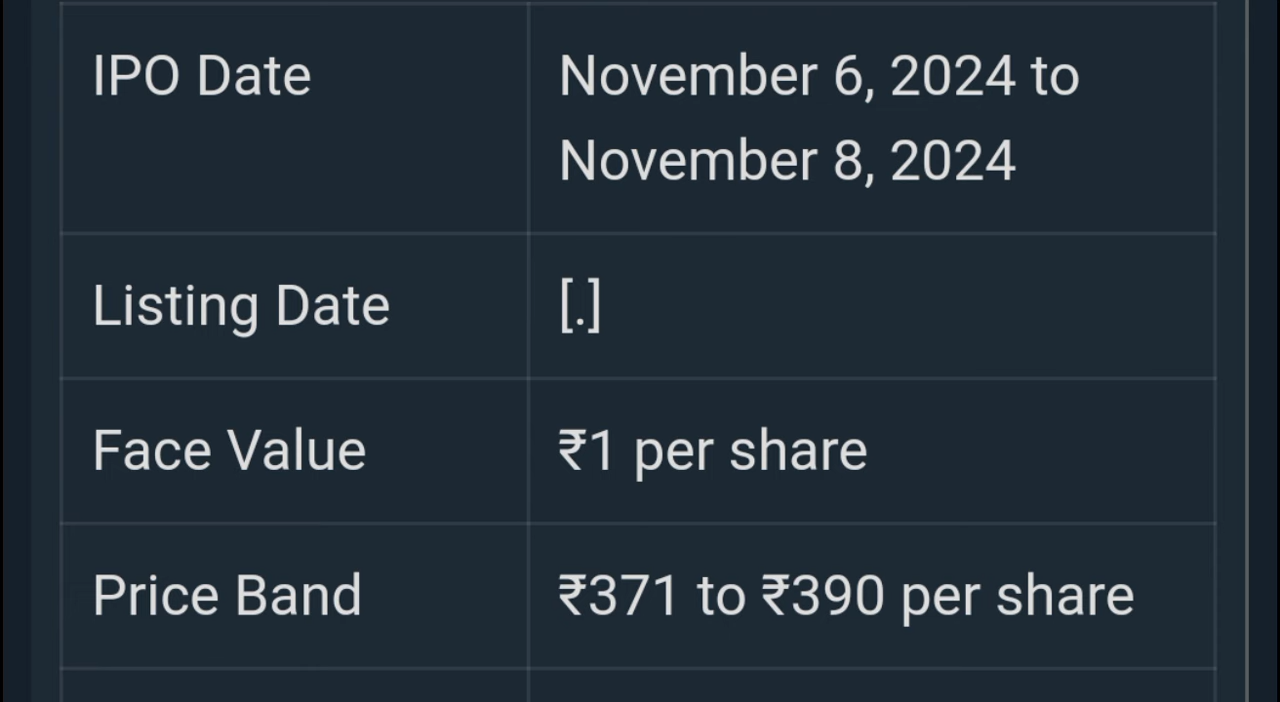 IPO Date
November 6, 2024 to
November 8, 2024
Listing Date
[.]
Face Value
₹1 per share
Price Band
₹371 to ₹390 per share